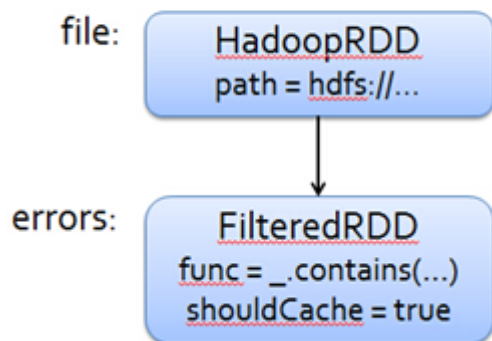 file:
HadoopRDD
path = hdfs://...
errors:
FilteredRDD
func = _.contains(...)
shouldCache = true